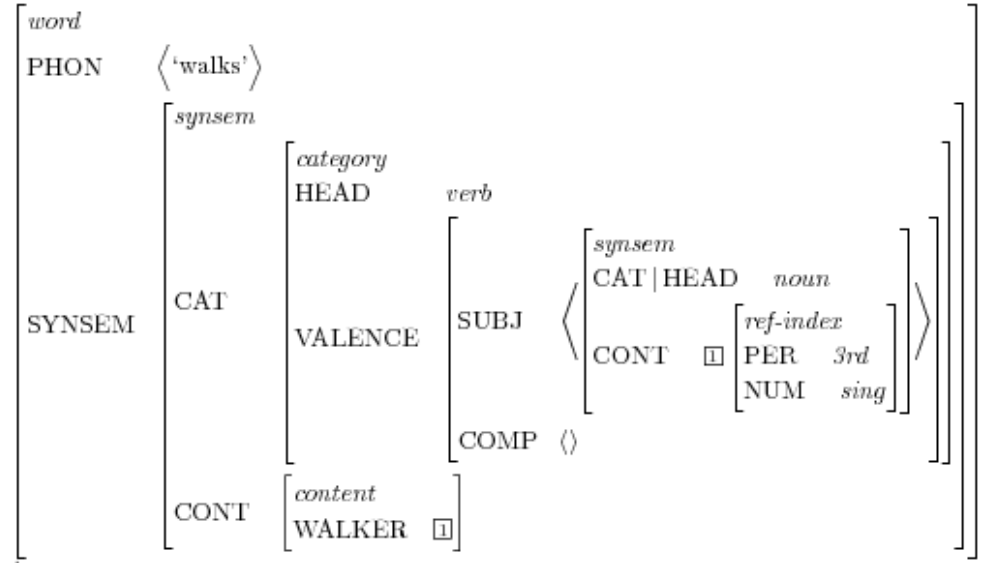 word
PHON ⟨‘walks’⟩
synsem
category
HEAD verb
synsem
CAT | HEAD noun
CAT
ref-index
SUBJ
SYNSEM
VALENCE
CONT 1 PER 3rd
NUM sing
COMP ⟨⟩
content
CONT
WALKER 1